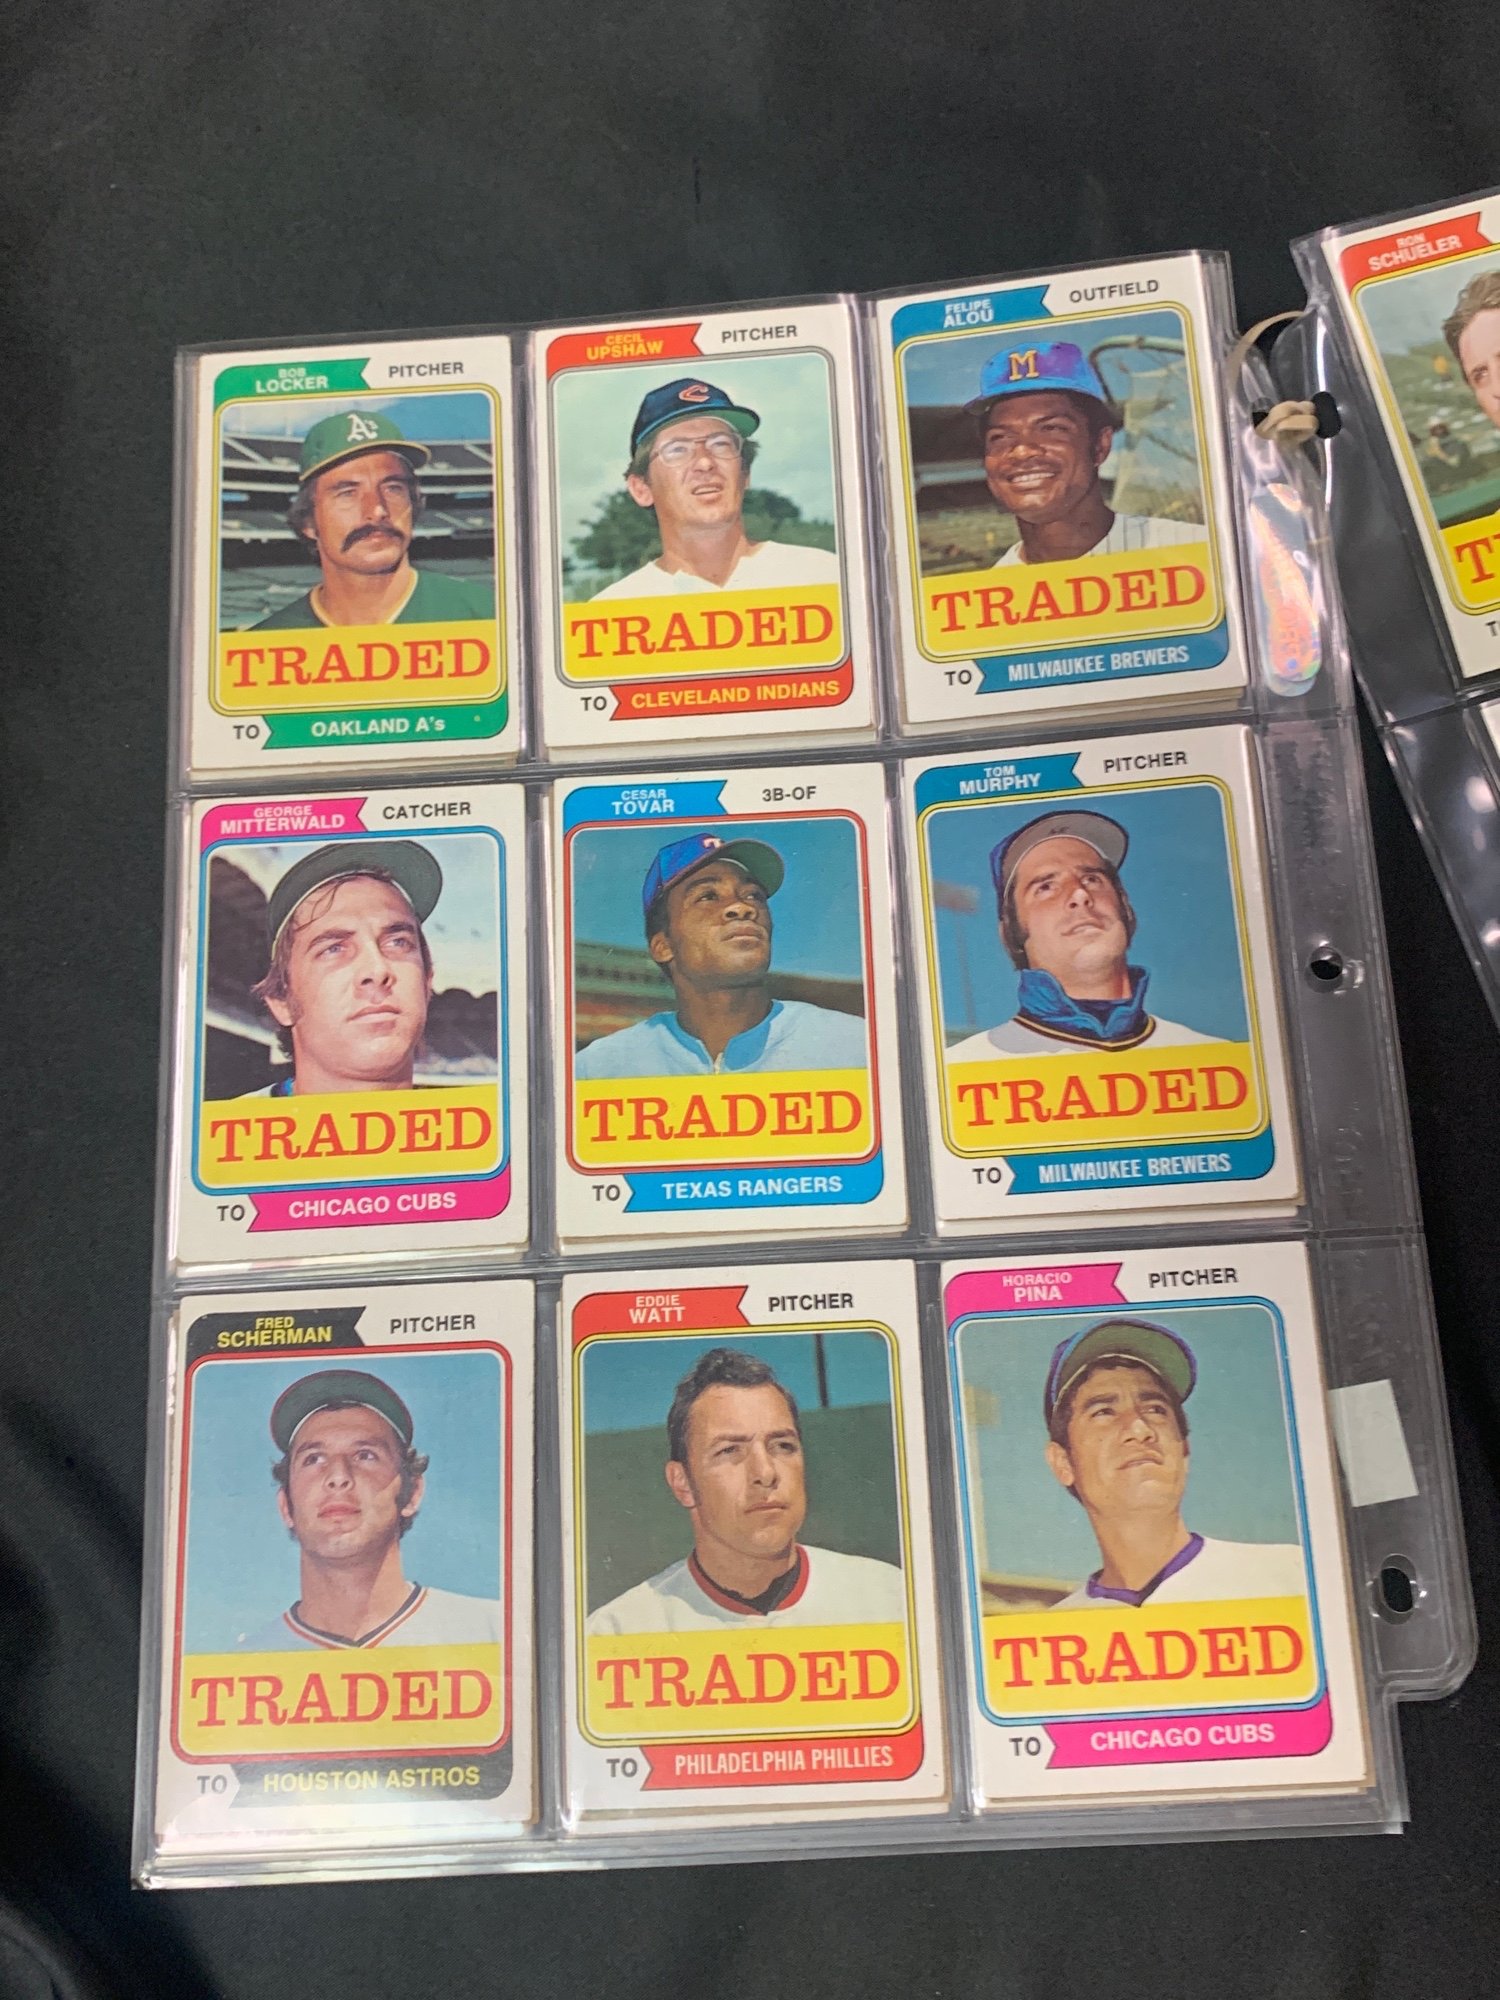 BOB
LOCKER
PITCHER
A's
TRADED
TO OAKLAND A's
CECIL
UPSHAW
PITCHER
C
TRADED
TO CLEVELAND INDIANS
FELIPE
ALOU
OUTFIELD
M
TRADED
TO MILWAUKEE BREWERS
RON
SCHUELER
GEORGE
MITTERWALD
CATCHER
TRADED
TO CHICAGO CUBS
CESAR
TOVAR
3B-OF
T
TRADED
TO TEXAS RANGERS
TOM
MURPHY
PITCHER
TRADED
TO MILWAUKEE BREWERS
FRED
SCHERMAN
PITCHER
TRADED
TO HOUSTON ASTROS
EDDIE
WATT
PITCHER
TRADED
TO PHILADELPHIA PHILLIES
HORACIO
PINA
PITCHER
TRADED
TO CHICAGO CUBS